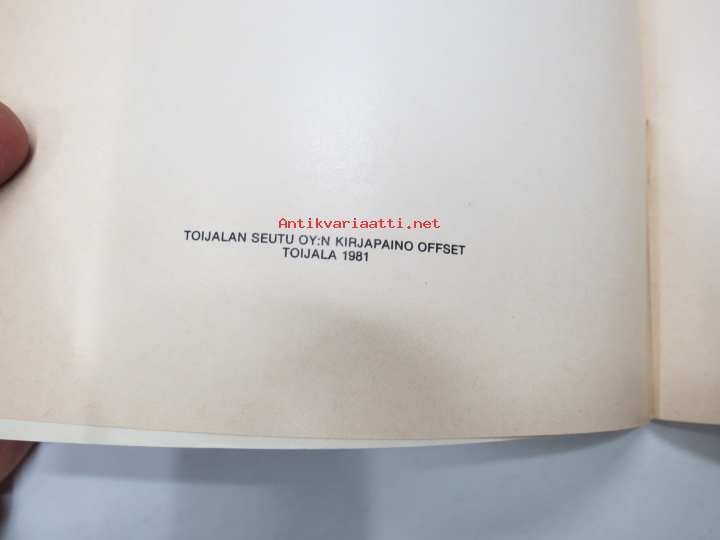 Antikvariaatti.net
TOIJALAN SEUTU OY:N KIRJAPAINO OFFSET
TOIJALA 1981